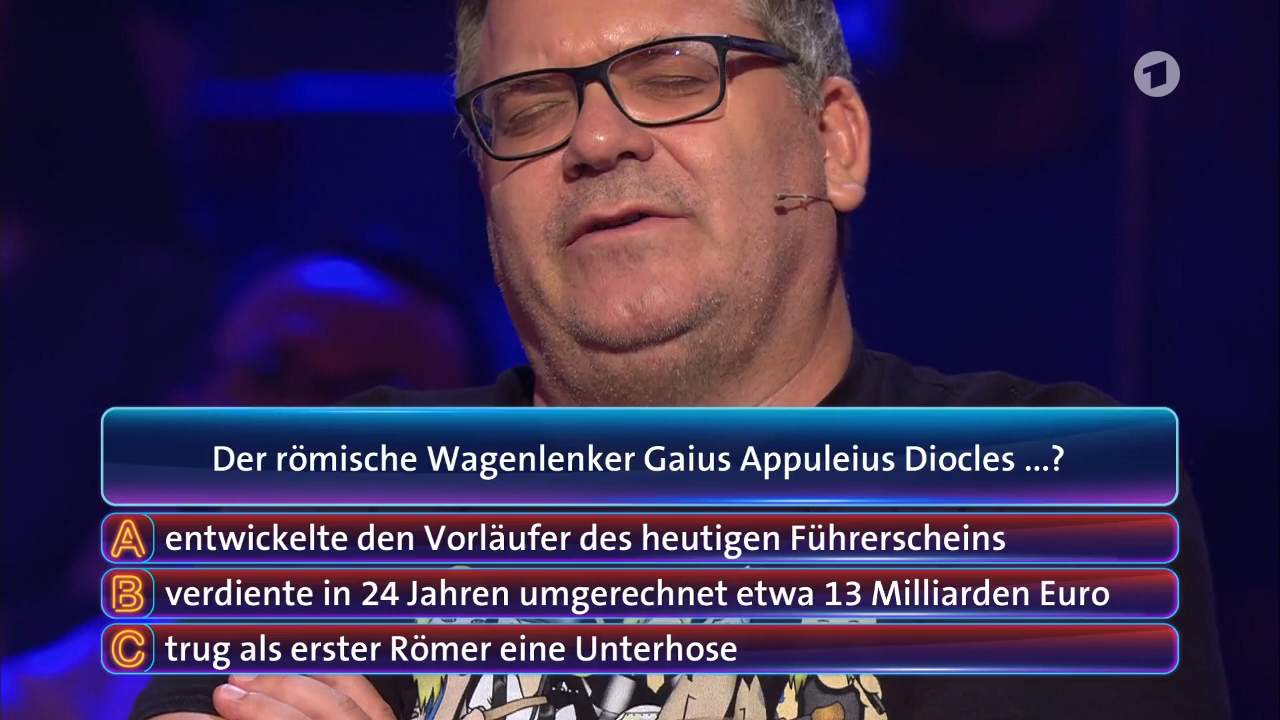 1
Der römische Wagenlenker Gaius Appuleius Diocles ...?
A entwickelte den Vorläufer des heutigen Führerscheins
B verdiente in 24 Jahren umgerechnet etwa 13 Milliarden Euro
C trug als erster Römer eine Unterhose